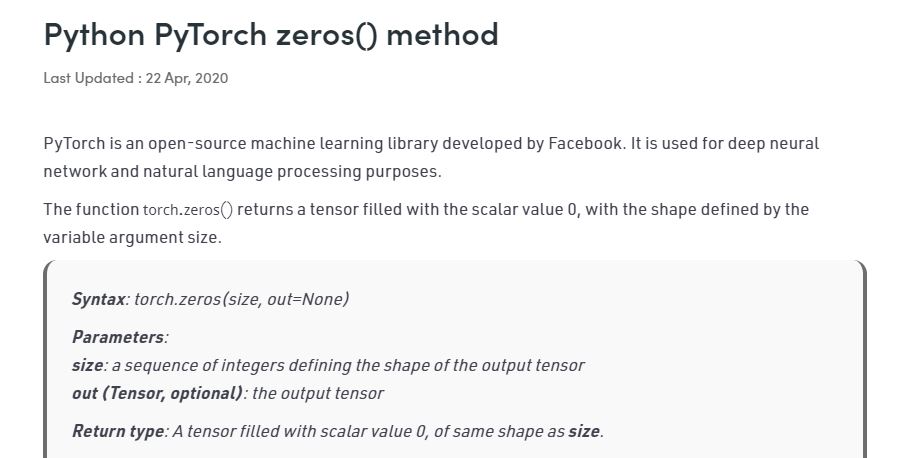 Python PyTorch zeros() method
Last Updated : 22 Apr, 2020
PyTorch is an open-source machine learning library developed by Facebook. It is used for deep neural
network and natural language processing purposes.
The function torch.zeros() returns a tensor filled with the scalar value 0, with the shape defined by the
variable argument size.
Syntax: torch.zeros(size, out=None)
Parameters:
size: a sequence of integers defining the shape of the output tensor
out (Tensor, optional): the output tensor
Return type: A tensor filled with scalar value 0, of same shape as size.